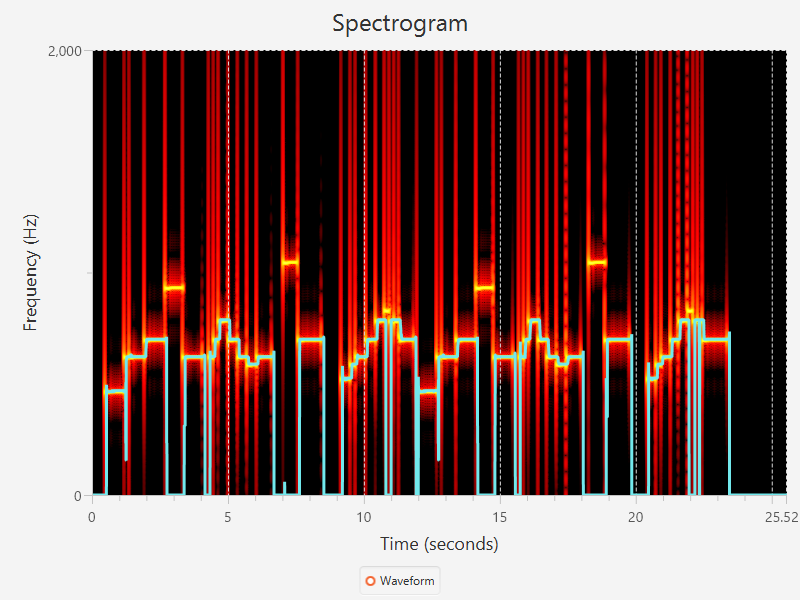 Spectrogram
2,000
Frequency (Hz)
0
0 5 10 15 20 25.52
Time (seconds)
Waveform